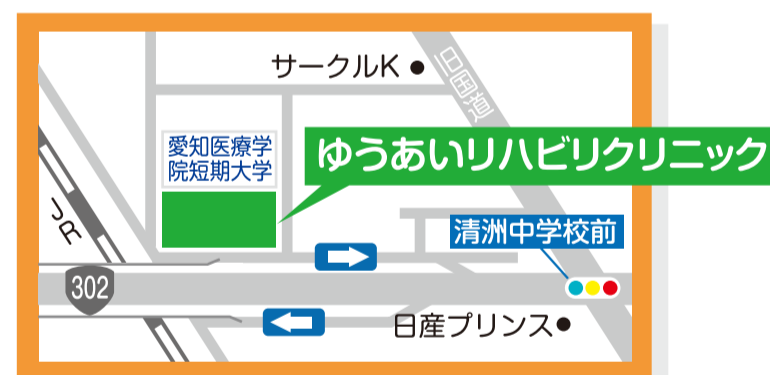 サークルK
旧国道
愛知医療学
院短期大学
ゆうあいリハビリクリニック
JR
清洲中学校前
302
日産プリンス